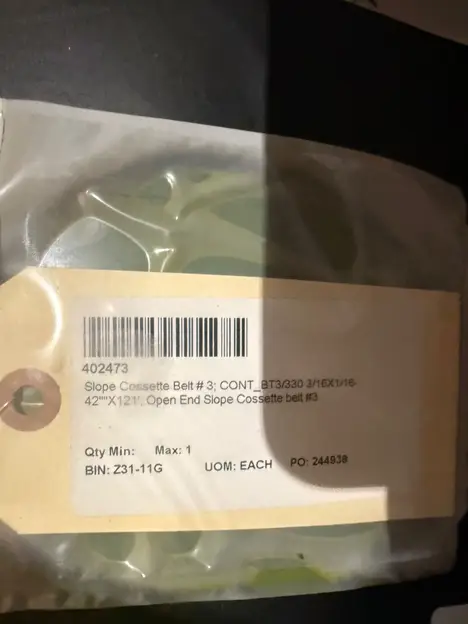 402473
Slope Cossette Belt # 3; CONT_BT3/330 3/16X1/16-
42""X121', Open End Slope Cossette belt #3
Qty Min: Max: 1
BIN: Z31-11G UOM: EACH PO: 244938